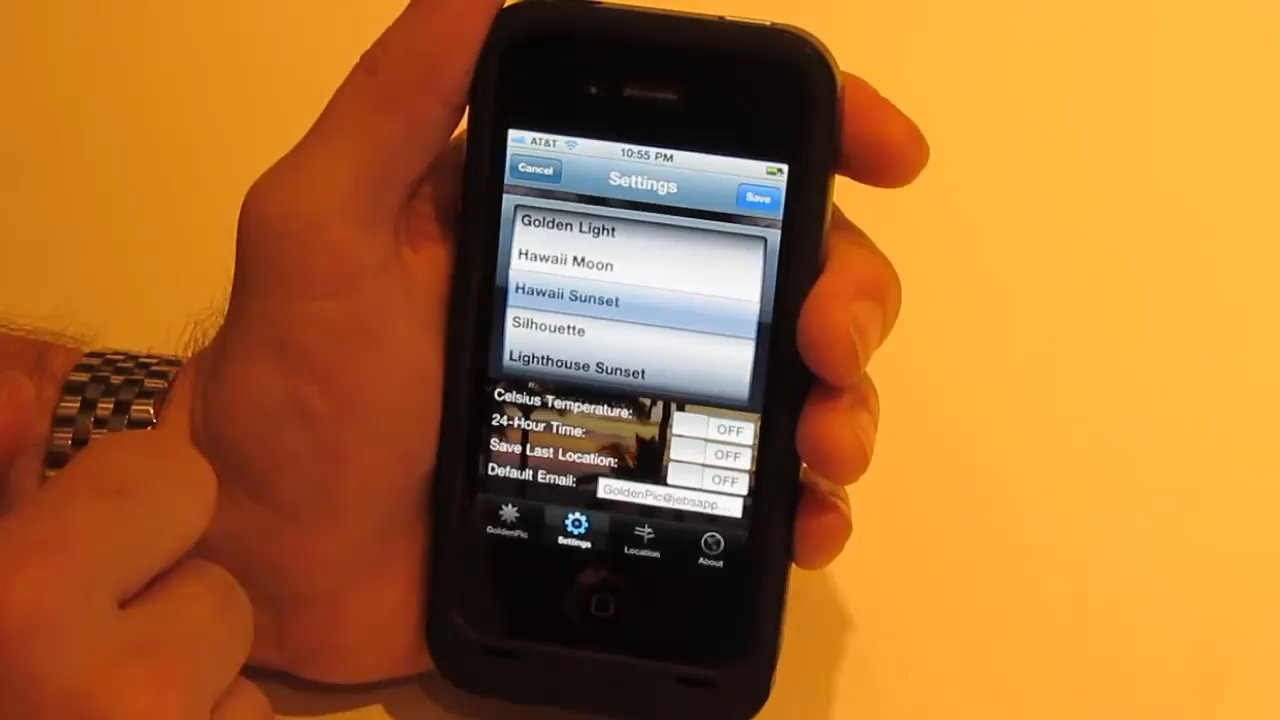 AT&T 10:55 PM
Cancel Settings Save
Golden Light
Hawaii Moon
Hawaii Sunset
Silhouette
Lighthouse Sunset
Celsius Temperature: OFF
24-Hour Time: OFF
Save Last Location: OFF
Default Email: GoldenPic@jebsapp...
GoldenPic Settings Location About